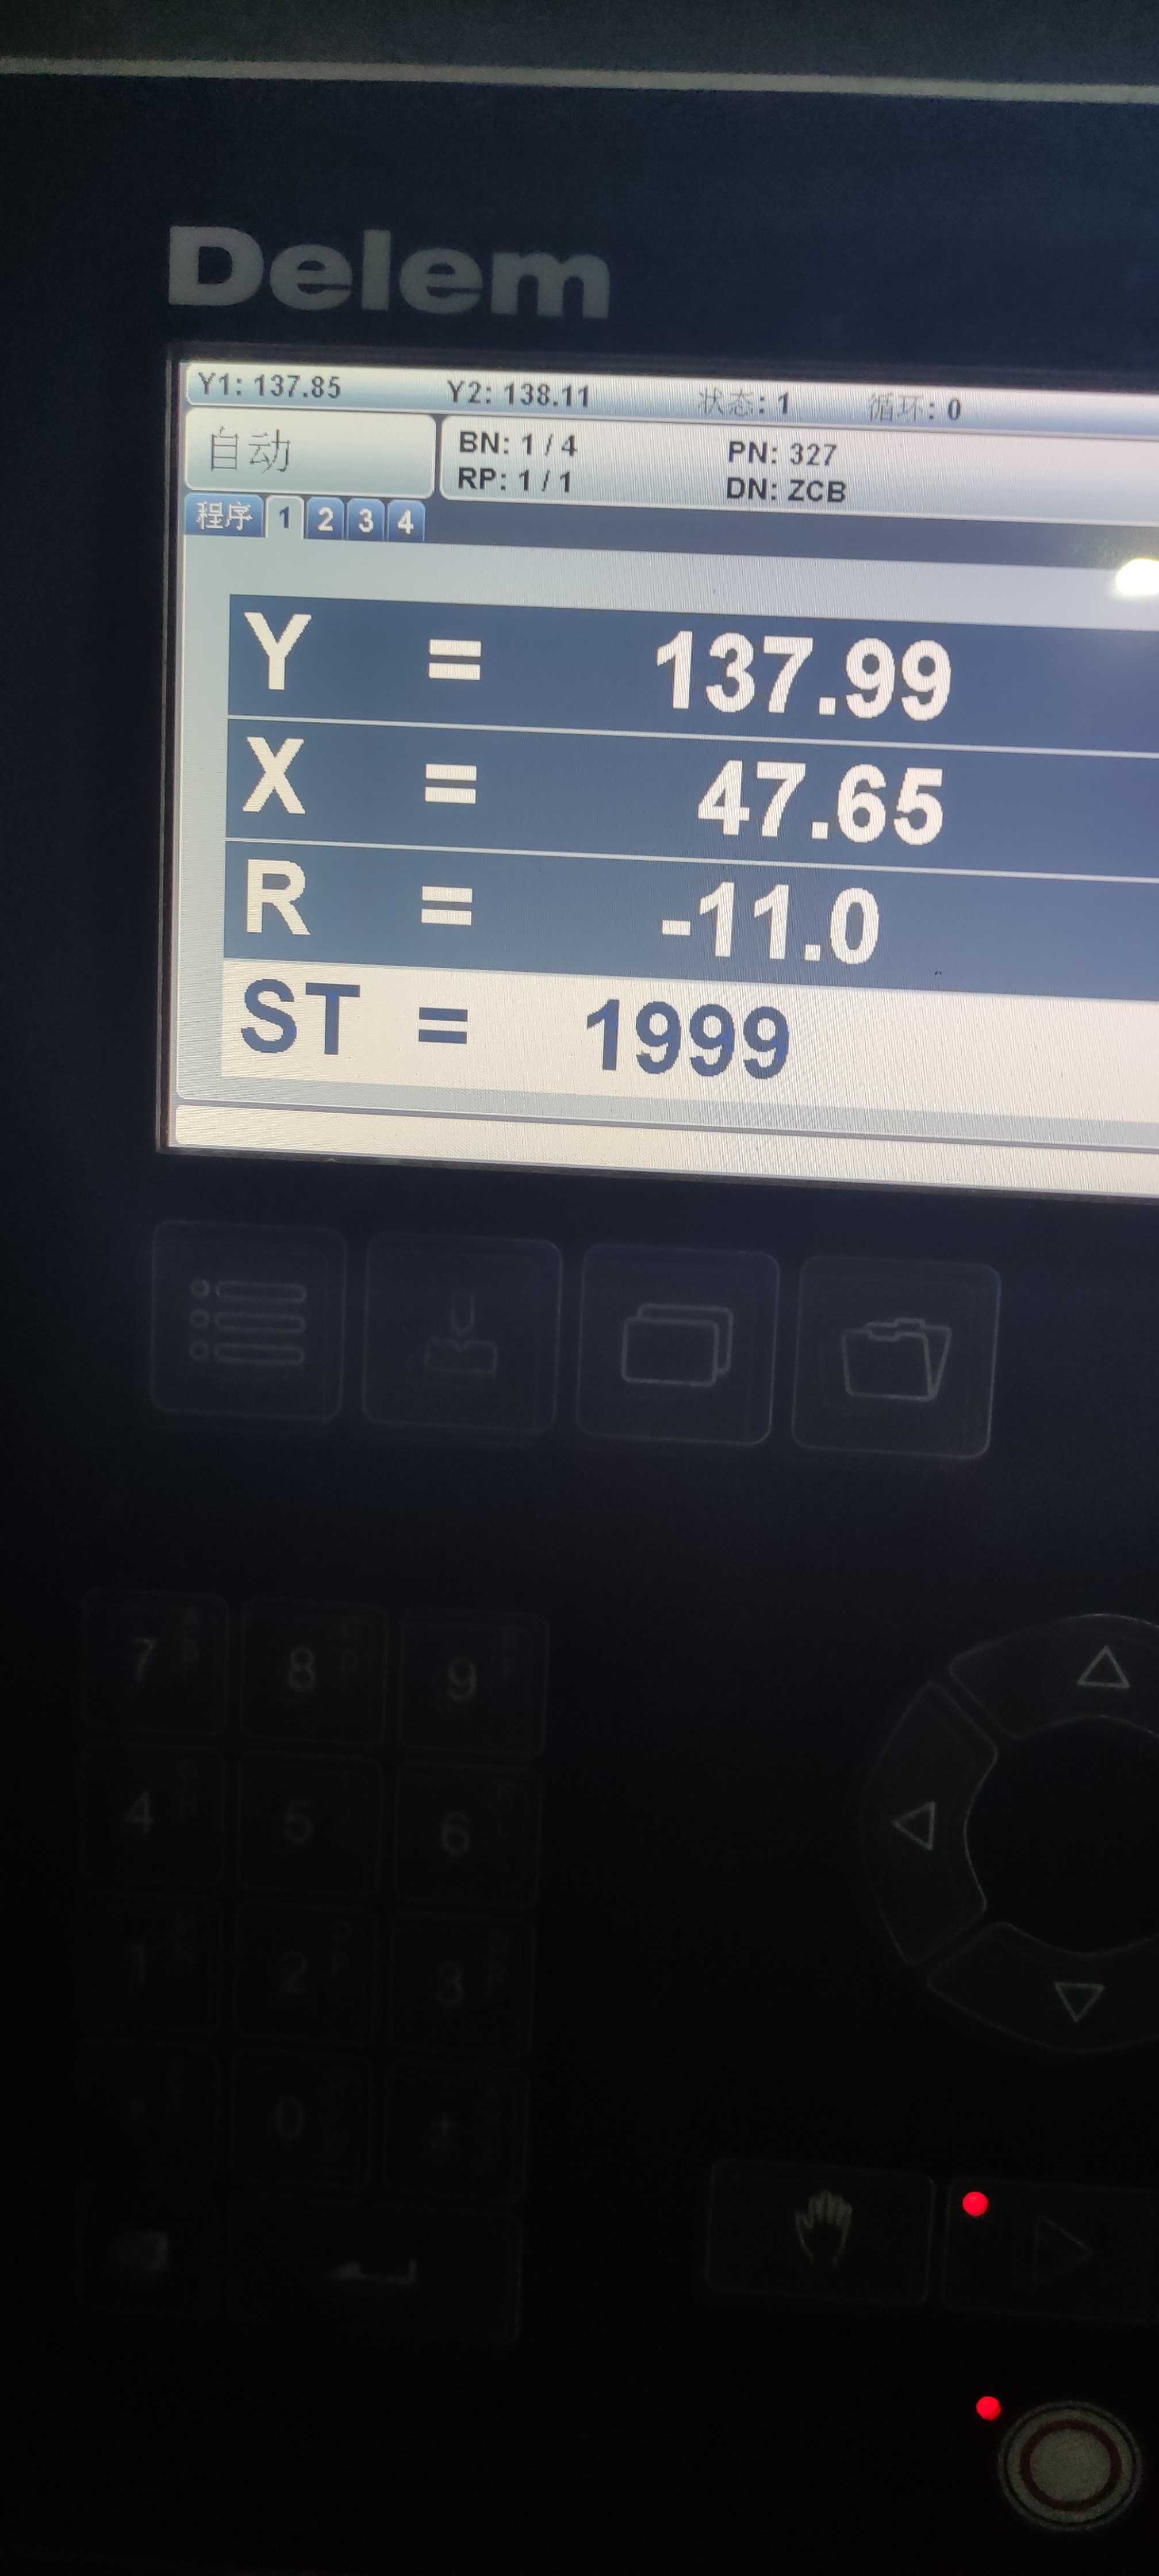 Delem
Y1: 137.85 Y2: 138.11 状态: 1 循环: 0
自动 BN: 1 / 4 PN: 327
RP: 1 / 1 DN: ZCB
程序 1 2 3 4
Y = 137.99
X = 47.65
R = -11.0
ST = 1999
7 8 9
4 5 6
1 2 3
0